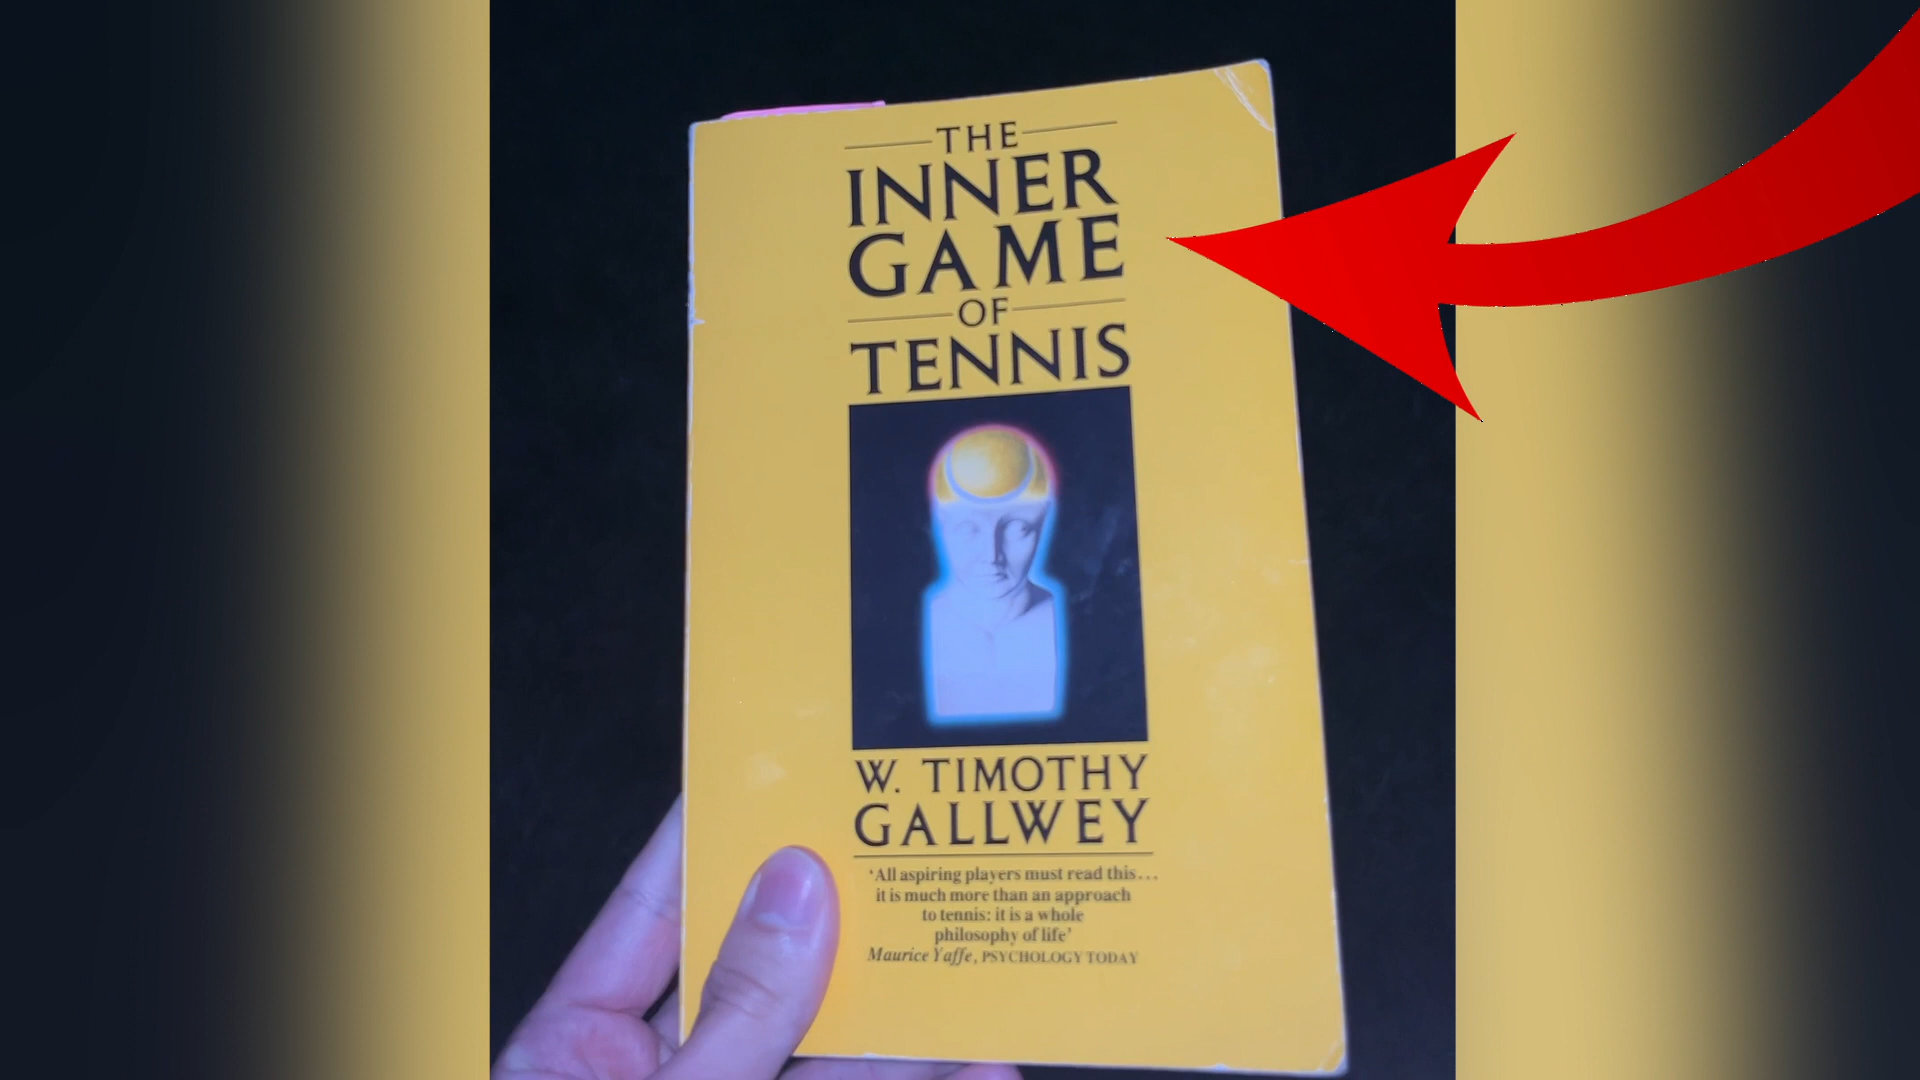 THE
INNER
GAME
OF
TENNIS
W. TIMOTHY
GALLWEY
‘All aspiring players must read this...
it is much more than an approach
to tennis: it is a whole
philosophy of life’
Maurice Yaffe, PSYCHOLOGY TODAY